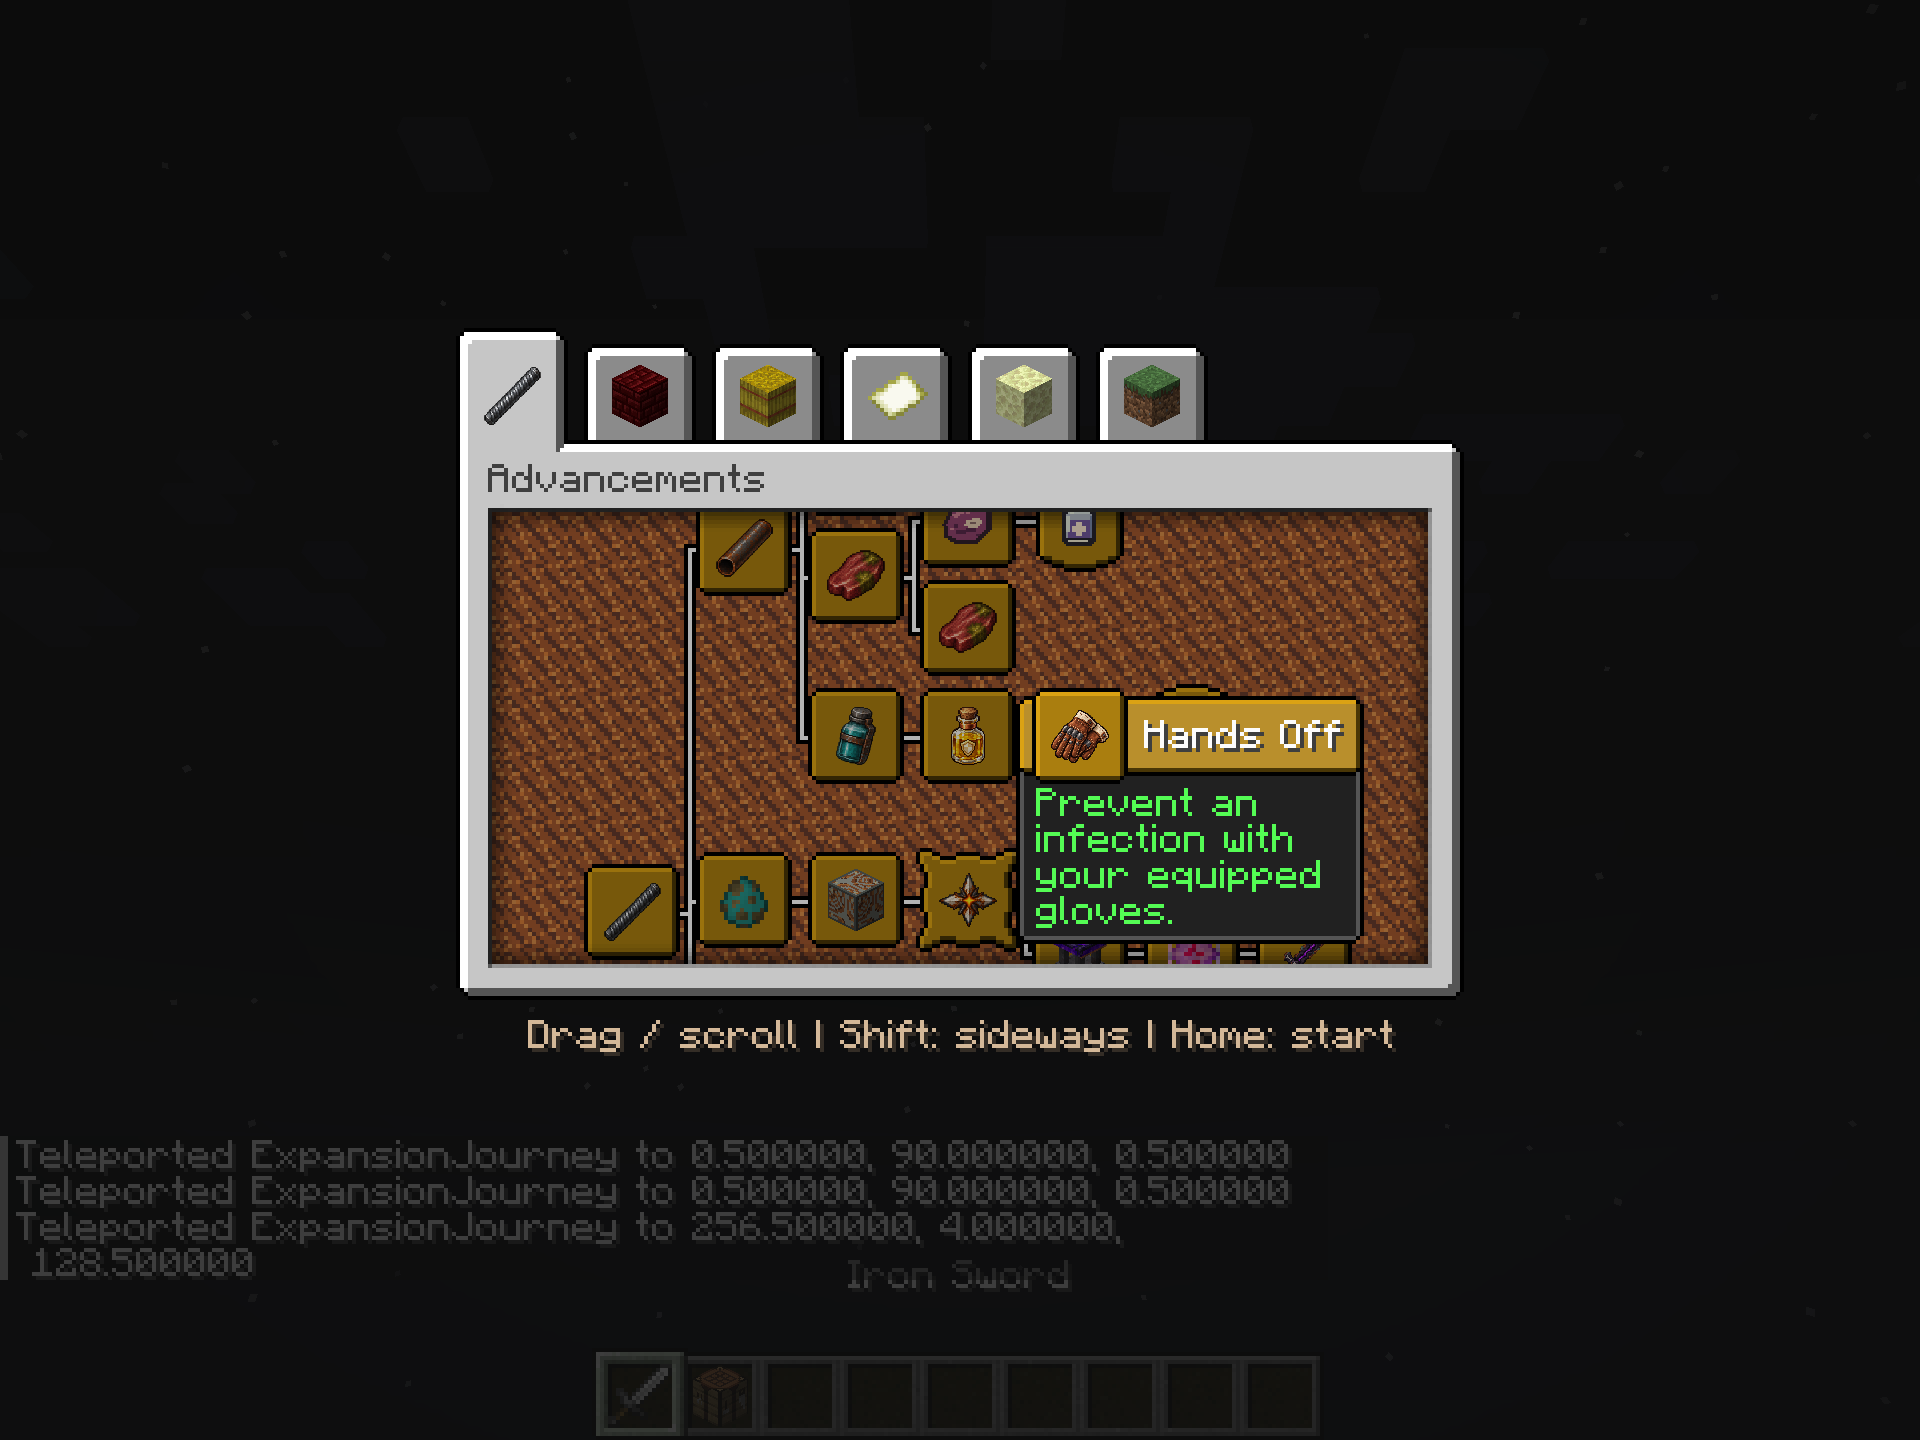 Advancements
Hands Off
Prevent an
infection with
your equipped
gloves.
Drag / scroll | Shift: sideways | Home: start
Teleported ExpansionJourney to 0.500000, 90.000000, 0.500000
Teleported ExpansionJourney to 0.500000, 90.000000, 0.500000
Teleported ExpansionJourney to 256.500000, 4.000000,
128.500000
Iron Sword